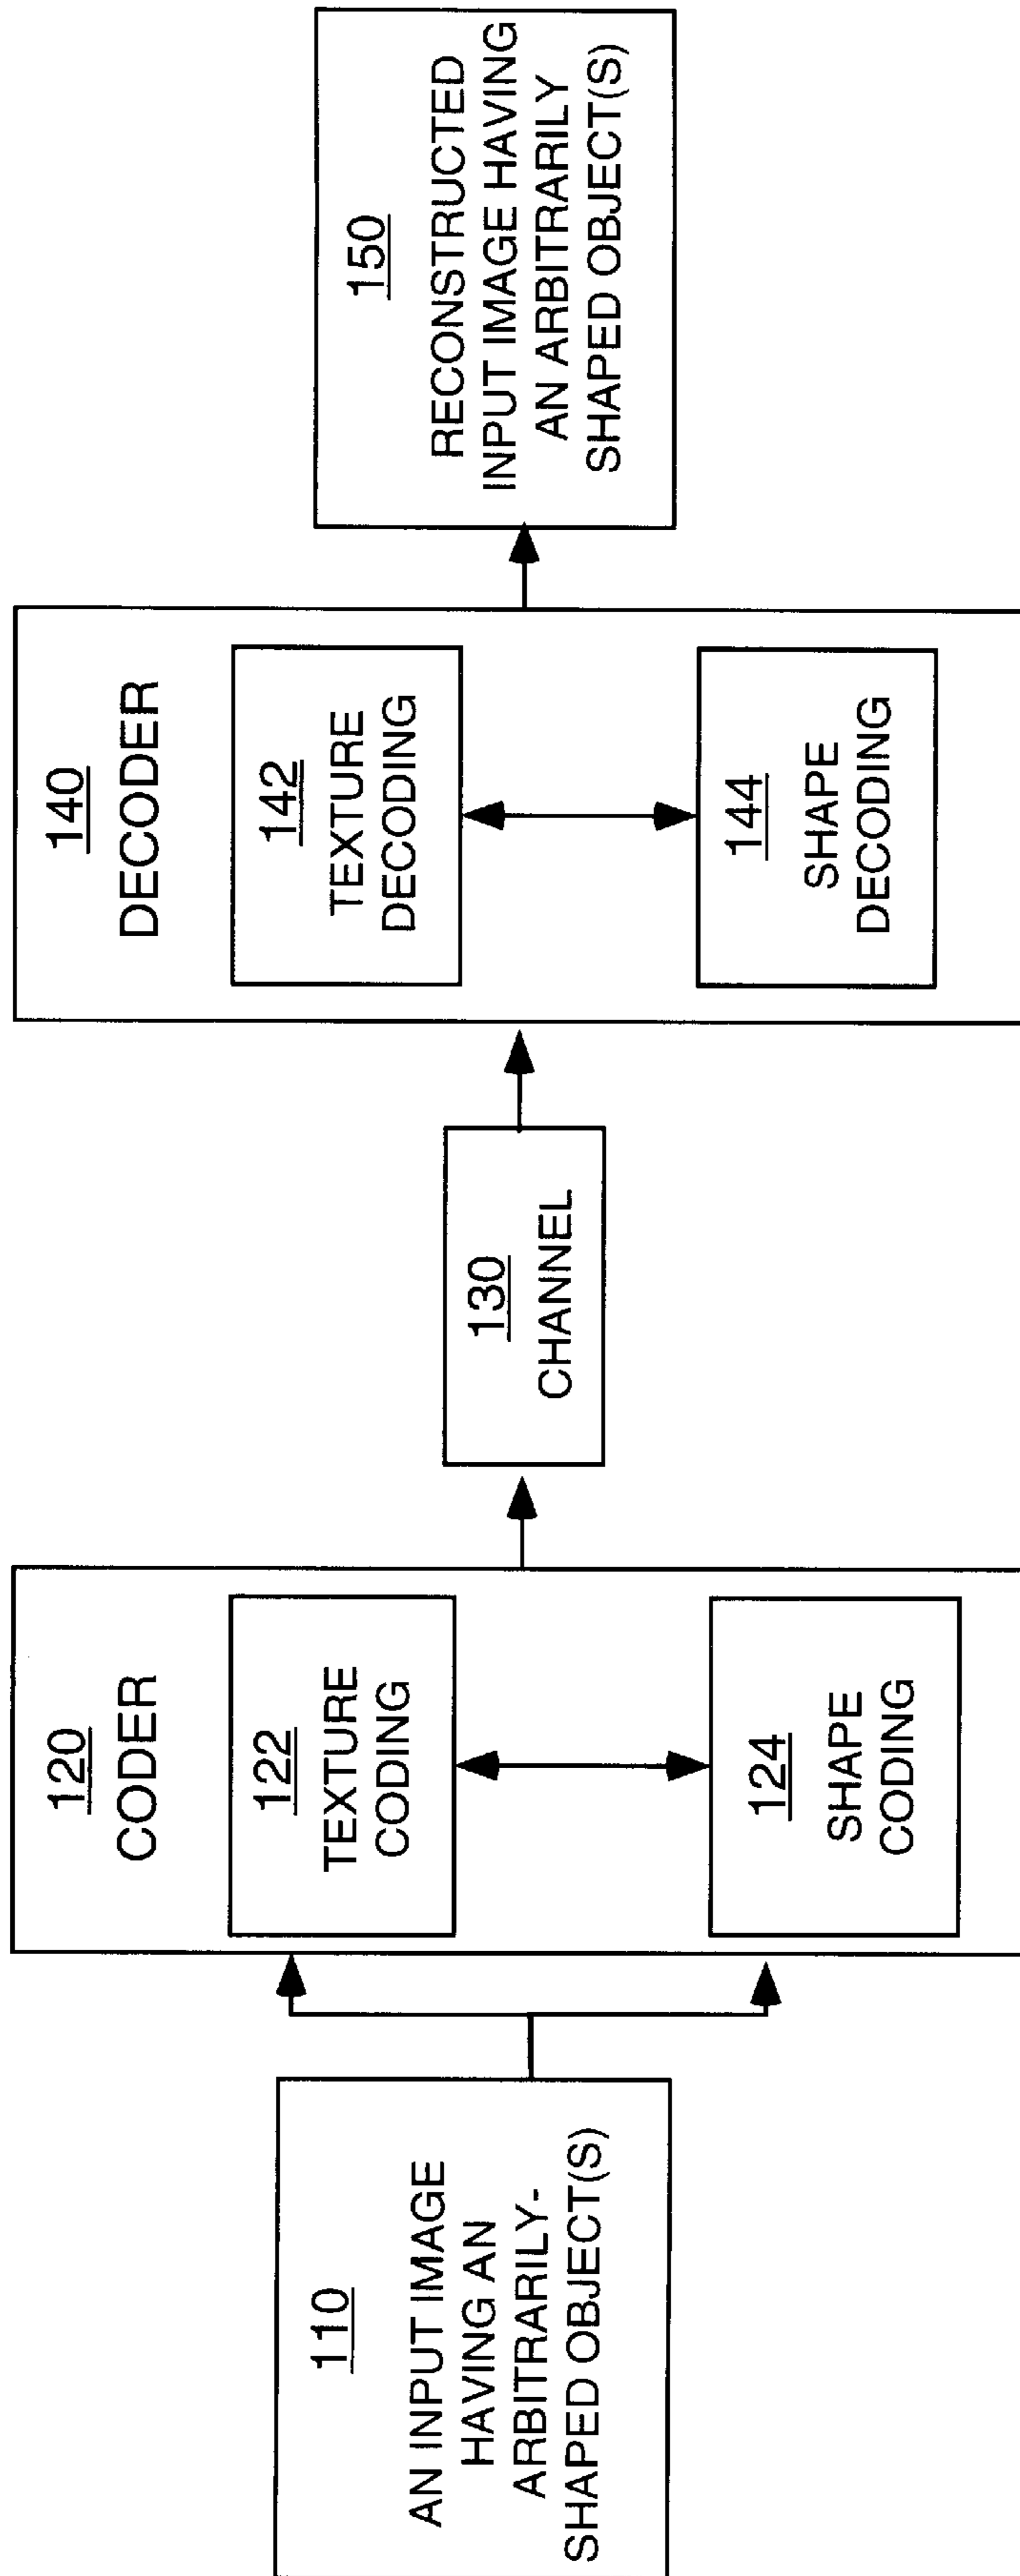 110
AN INPUT IMAGE
HAVING AN
ARBITRARILY-
SHAPED OBJECT(S)
120
CODER
122
TEXTURE
CODING
124
SHAPE
CODING
130
CHANNEL
140
DECODER
142
TEXTURE
DECODING
144
SHAPE
DECODING
150
RECONSTRUCTED
INPUT IMAGE HAVING
AN ARBITRARILY
SHAPED OBJECT(S)